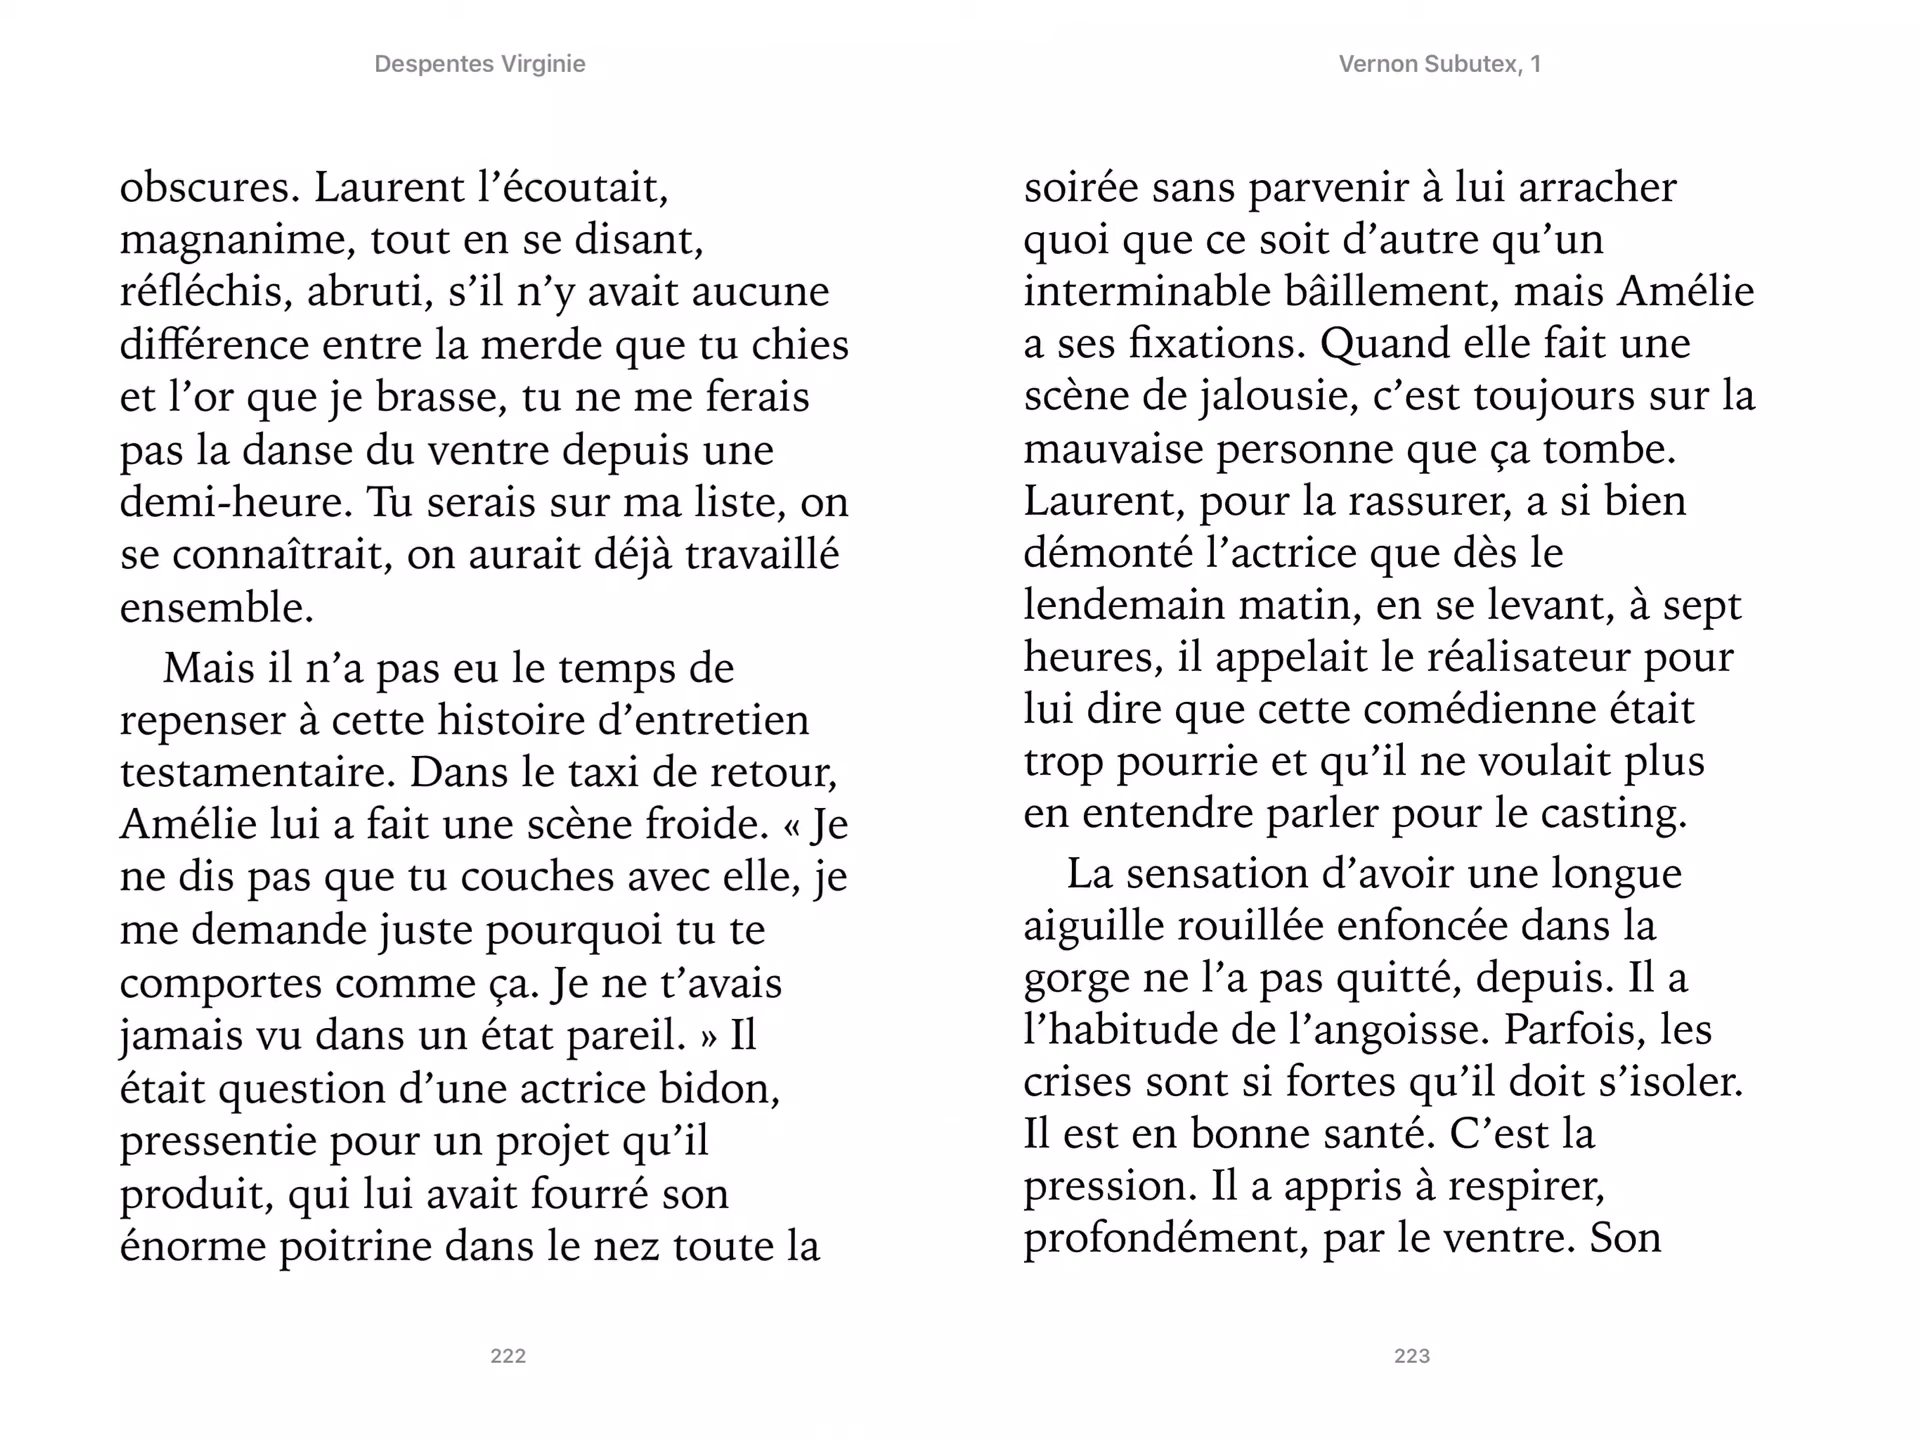 Despentes Virginie
obscures. Laurent l’écoutait,
magnanime, tout en se disant,
réfléchis, abruti, s’il n’y avait aucune
différence entre la merde que tu chies
et l’or que je brasse, tu ne me ferais
pas la danse du ventre depuis une
demi-heure. Tu serais sur ma liste, on
se connaîtrait, on aurait déjà travaillé
ensemble.
Mais il n’a pas eu le temps de
repenser à cette histoire d’entretien
testamentaire. Dans le taxi de retour,
Amélie lui a fait une scène froide. « Je
ne dis pas que tu couches avec elle, je
me demande juste pourquoi tu te
comportes comme ça. Je ne t’avais
jamais vu dans un état pareil. » Il
était question d’une actrice bidon,
pressentie pour un projet qu’il
produit, qui lui avait fourré son
énorme poitrine dans le nez toute la
222
Vernon Subutex, 1
soirée sans parvenir à lui arracher
quoi que ce soit d’autre qu’un
interminable bâillement, mais Amélie
a ses fixations. Quand elle fait une
scène de jalousie, c’est toujours sur la
mauvaise personne que ça tombe.
Laurent, pour la rassurer, a si bien
démonté l’actrice que dès le
lendemain matin, en se levant, à sept
heures, il appelait le réalisateur pour
lui dire que cette comédienne était
trop pourrie et qu’il ne voulait plus
en entendre parler pour le casting.
La sensation d’avoir une longue
aiguille rouillée enfoncée dans la
gorge ne l’a pas quitté, depuis. Il a
l’habitude de l’angoisse. Parfois, les
crises sont si fortes qu’il doit s’isoler.
Il est en bonne santé. C’est la
pression. Il a appris à respirer,
profondément, par le ventre. Son
223